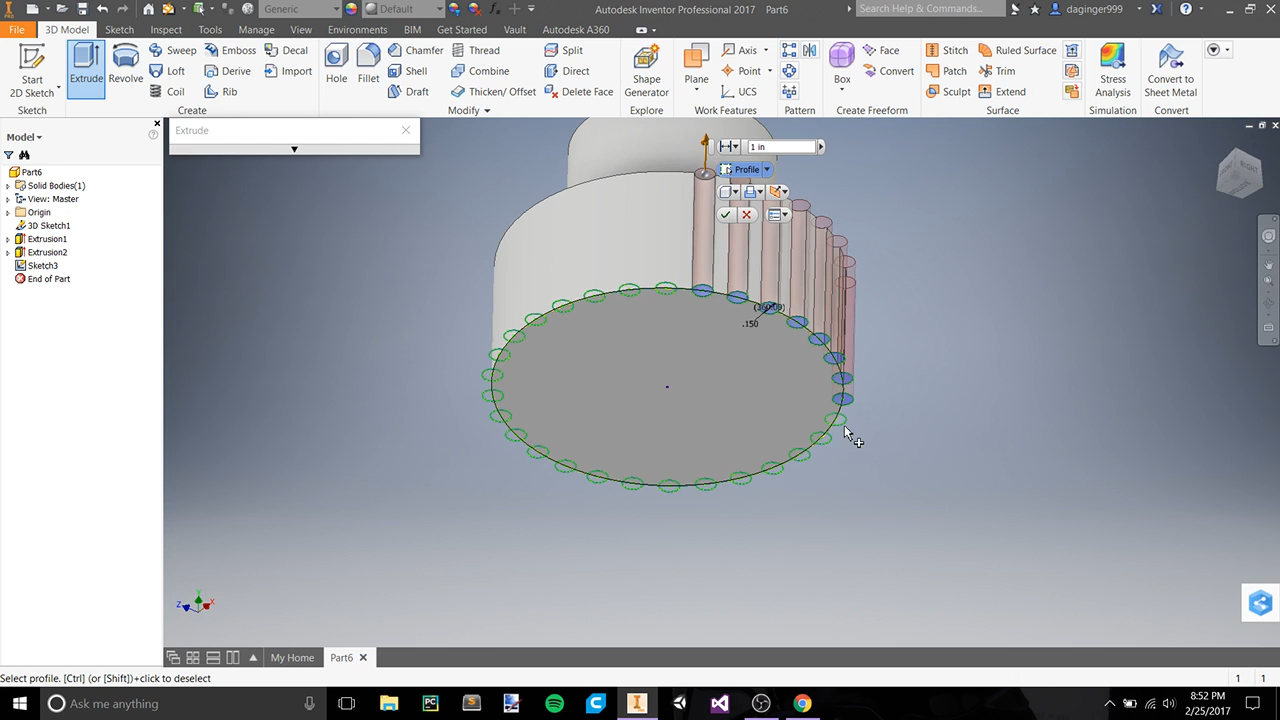 I PRO
Generic
Default
Autodesk Inventor Professional 2017 Part6
Search Help & Commands...
daginger999
File
3D Model
Sketch
Inspect
Tools
Manage
View
Environments
BIM
Get Started
Vault
Autodesk A360
Start
2D Sketch
Extrude
Revolve
Sweep
Emboss
Decal
Loft
Derive
Import
Coil
Rib
Hole
Fillet
Chamfer
Thread
Split
Shell
Combine
Direct
Draft
Thicken/ Offset
Delete Face
Shape
Generator
Plane
Axis
Point
UCS
Box
Face
Convert
Stitch
Ruled Surface
Patch
Trim
Sculpt
Extend
Stress
Analysis
Convert to
Sheet Metal
Sketch
Create
Modify
Explore
Work Features
Pattern
Create Freeform
Surface
Simulation
Convert
Model
Part6
Solid Bodies(1)
View: Master
Origin
3D Sketch1
Extrusion1
Extrusion2
Sketch3
End of Part
Extrude
1 in
Profile
RIGHT
(360.00)
.150
Z
Y
X
My Home
Part6
Select profile. [Ctrl] (or [Shift])+click to deselect
1
1
Ask me anything
PC
8:52 PM
2/25/2017